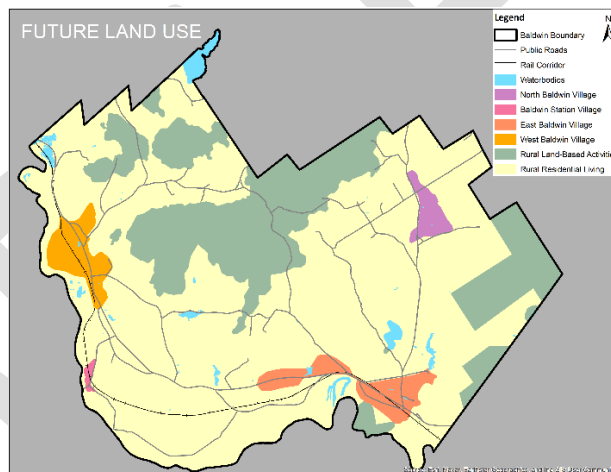 FUTURE LAND USE
Legend
N
Baldwin Boundary
Public Roads
Rail Corridor
Waterbodies
North Baldwin Village
Baldwin Station Village
East Baldwin Village
West Baldwin Village
Rural Land-Based Activitie
Rural Residential Living